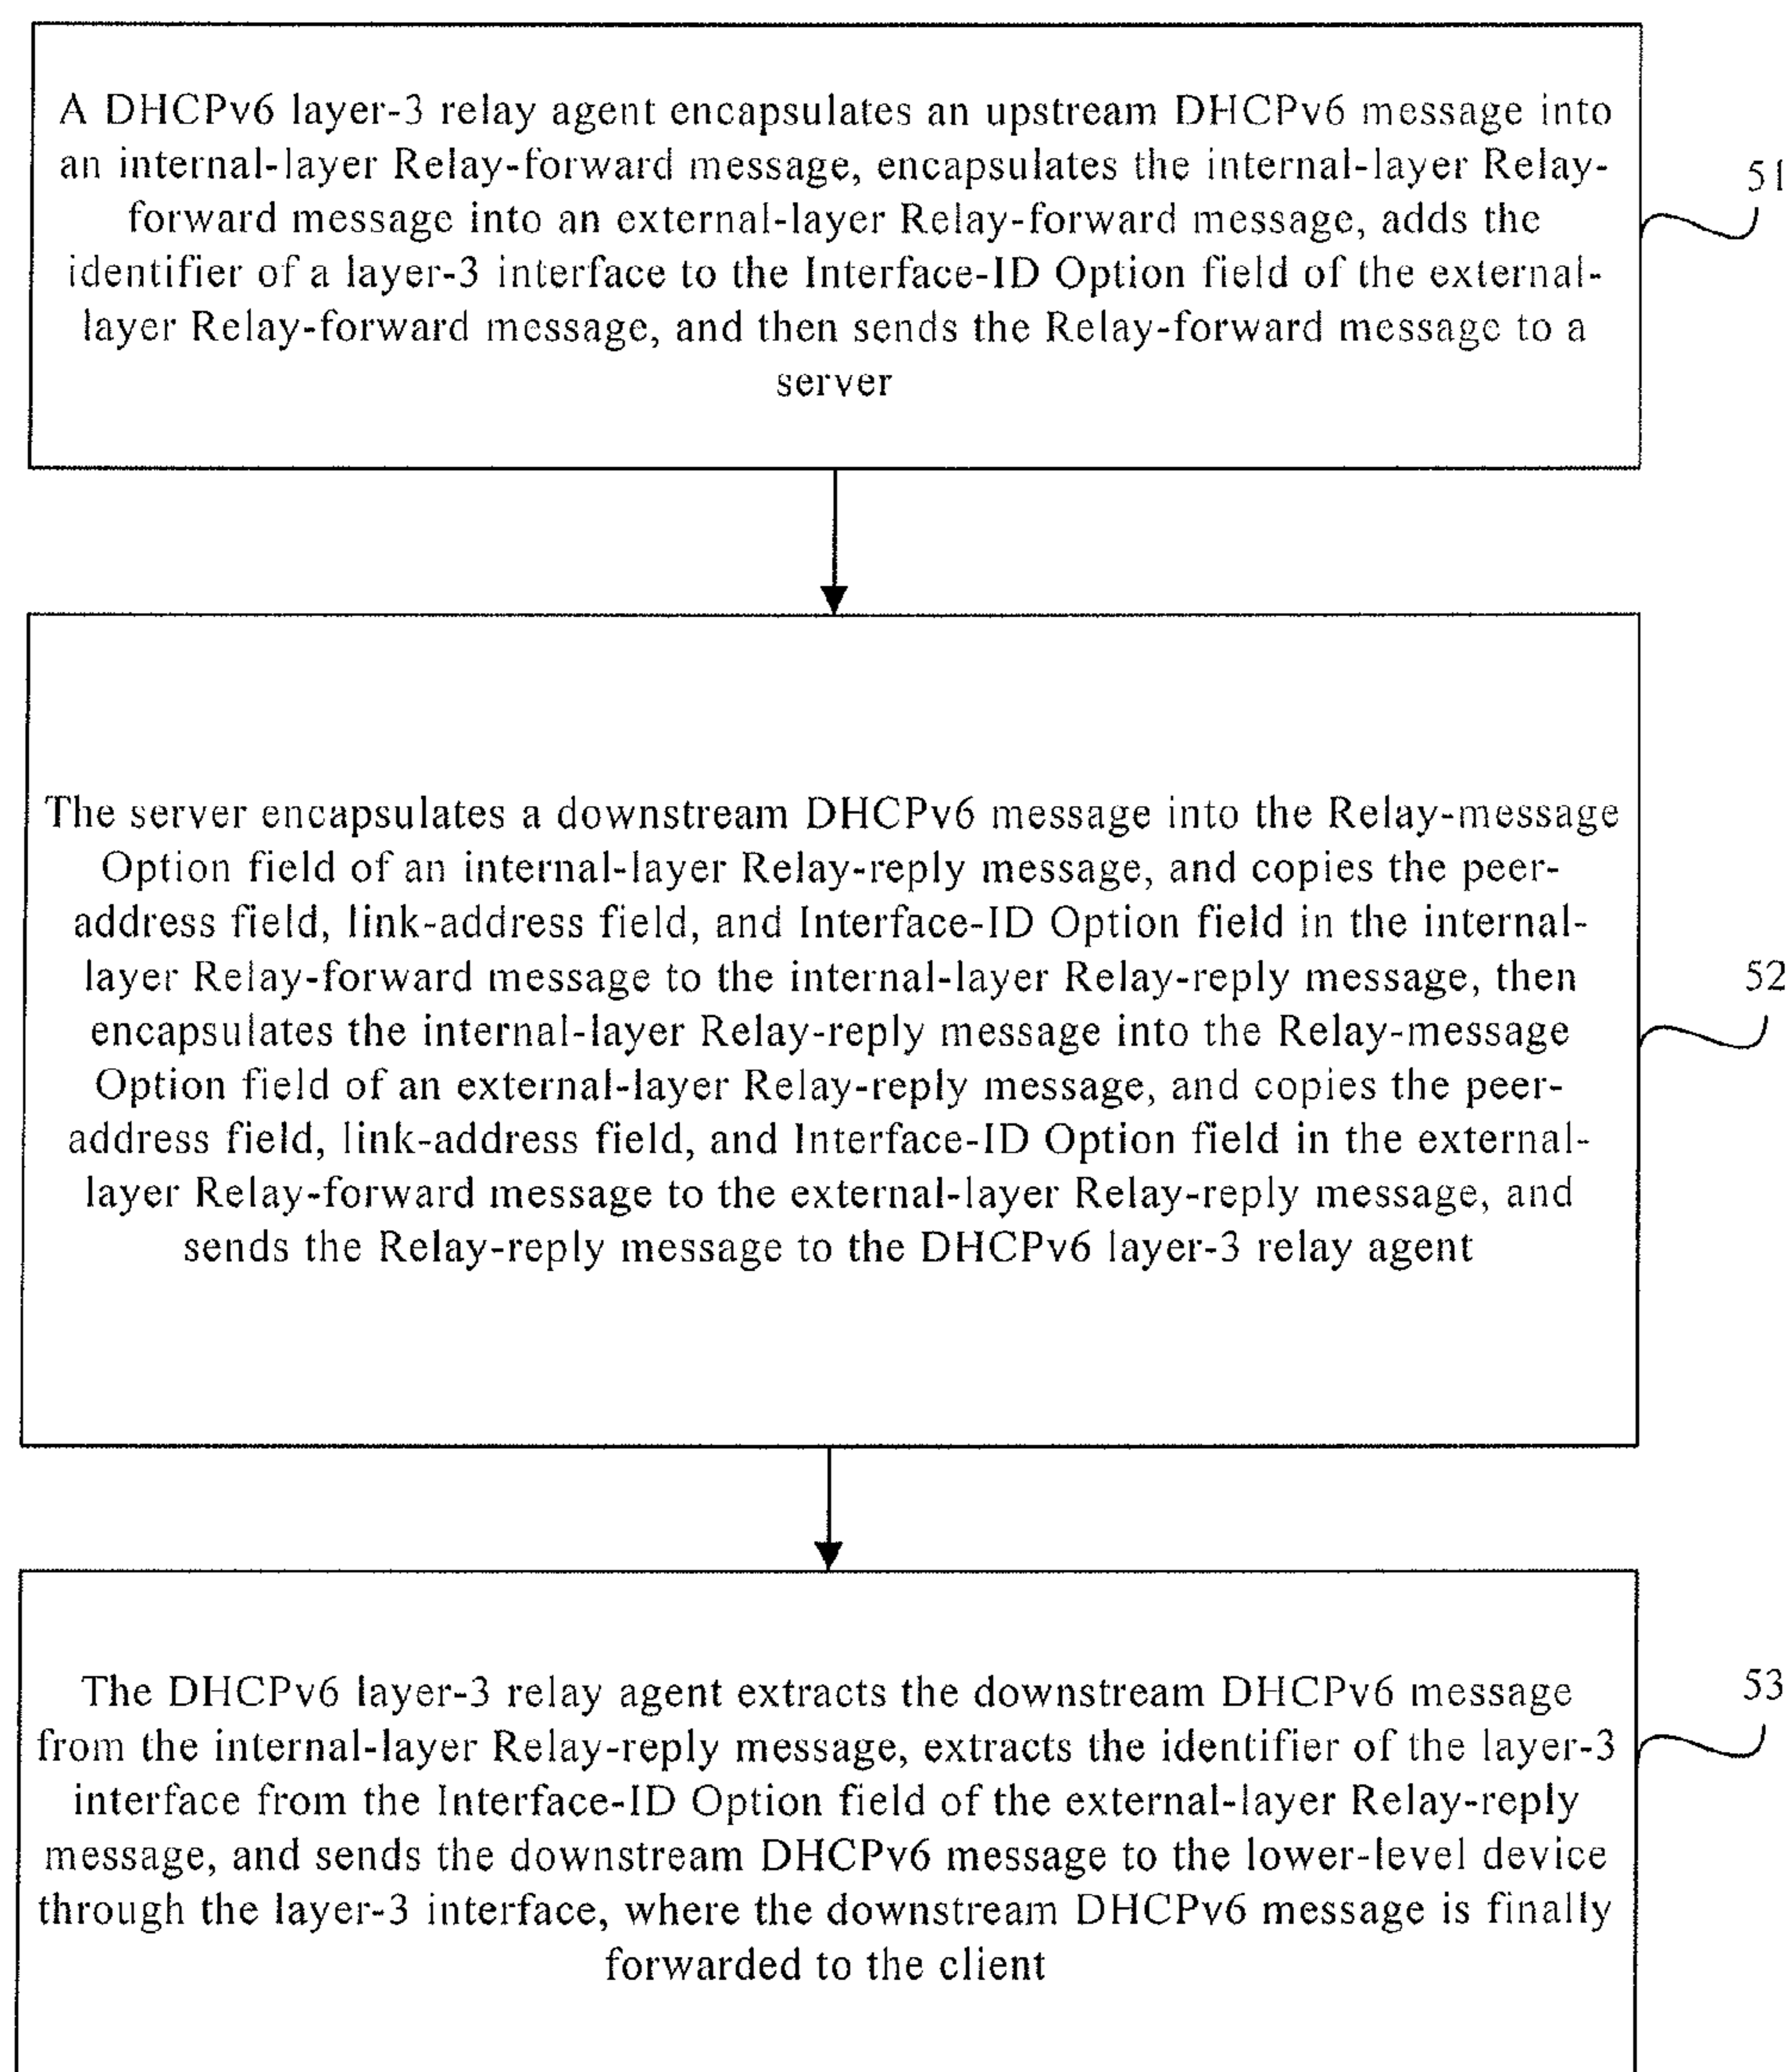 A DHCPv6 layer-3 relay agent encapsulates an upstream DHCPv6 message into
an internal-layer Relay-forward message, encapsulates the internal-layer Relay-
forward message into an external-layer Relay-forward message, adds the
identifier of a layer-3 interface to the Interface-ID Option field of the external-
layer Relay-forward message, and then sends the Relay-forward message to a
server
51
The server encapsulates a downstream DHCPv6 message into the Relay-message
Option field of an internal-layer Relay-reply message, and copies the peer-
address field, link-address field, and Interface-ID Option field in the internal-
layer Relay-forward message to the internal-layer Relay-reply message, then
encapsulates the internal-layer Relay-reply message into the Relay-message
Option field of an external-layer Relay-reply message, and copies the peer-
address field, link-address field, and Interface-ID Option field in the external-
layer Relay-forward message to the external-layer Relay-reply message, and
sends the Relay-reply message to the DHCPv6 layer-3 relay agent
52
The DHCPv6 layer-3 relay agent extracts the downstream DHCPv6 message
from the internal-layer Relay-reply message, extracts the identifier of the layer-3
interface from the Interface-ID Option field of the external-layer Relay-reply
message, and sends the downstream DHCPv6 message to the lower-level device
through the layer-3 interface, where the downstream DHCPv6 message is finally
forwarded to the client
53